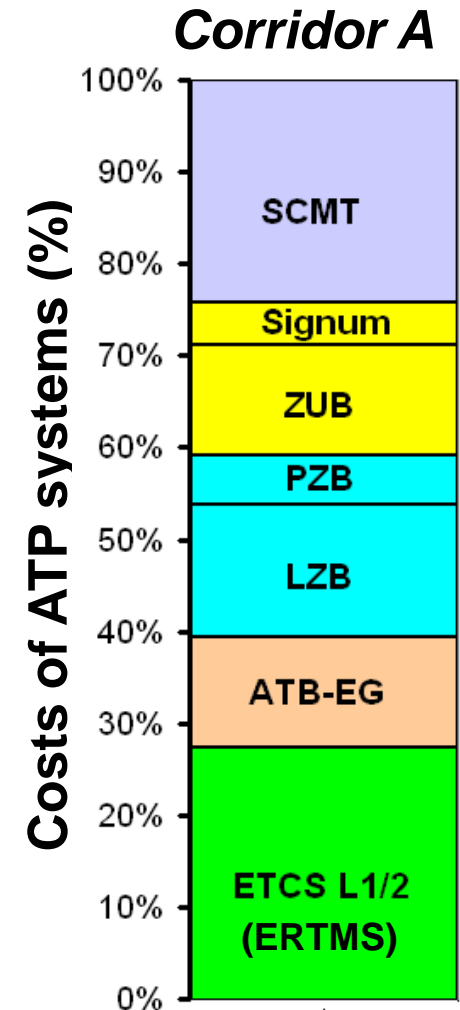 Corridor A
Costs of ATP systems (%)
100%
90%
80%
70%
60%
50%
40%
30%
20%
10%
0%
SCMT
Signum
ZUB
PZB
LZB
ATB-EG
ETCS L1/2
(ERTMS)